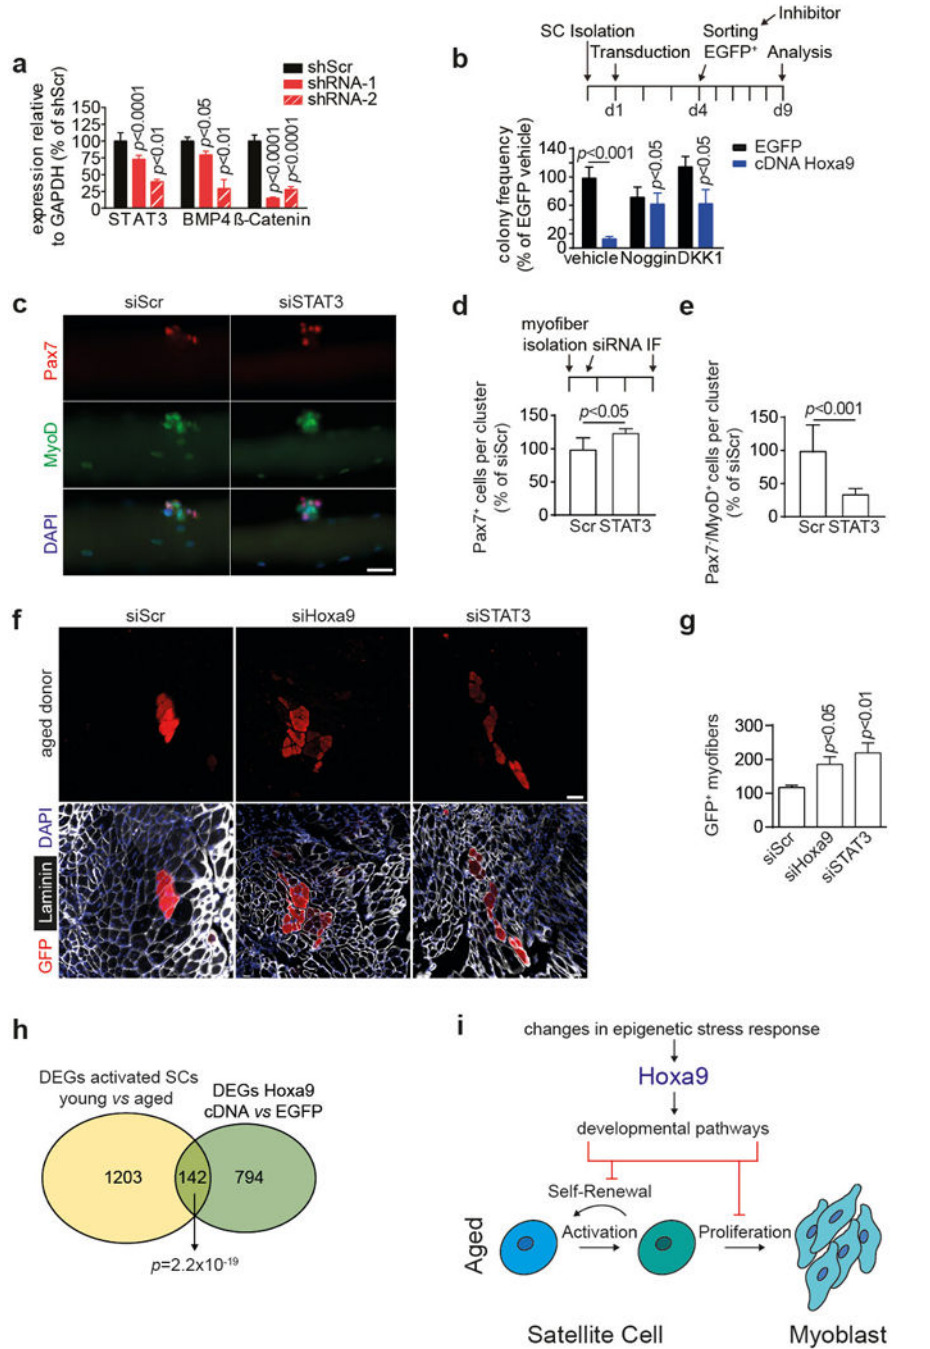 a
shScr
shRNA-1
shRNA-2
expression relative
to GAPDH (% of shScr)
150
125
100
75
50
25
0
p<0.0001
p<0.01
p<0.05
p<0.01
p<0.0001
p<0.0001
STAT3
BMP4
ß-Catenin
b
SC Isolation
Transduction
Sorting
EGFP+
Inhibitor
Analysis
d1
d4
d9
EGFP
cDNA Hoxa9
colony frequency
(% of EGFP vehicle)
140
100
60
20
0
p<0.001
p<0.05
p<0.05
vehicle
Noggin
DKK1
c
siScr
siSTAT3
Pax7
MyoD
DAPI
d
myofiber
isolation
siRNA
IF
Pax7+ cells per cluster
(% of siScr)
150
100
50
0
p<0.05
Scr
STAT3
e
Pax7-/MyoD+ cells per cluster
(% of siScr)
150
100
50
0
p<0.001
Scr
STAT3
f
siScr
siHoxa9
siSTAT3
aged donor
GFP Laminin DAPI
g
GFP+ myofibers
300
200
100
0
p<0.05
p<0.01
siScr
siHoxa9
siSTAT3
h
DEGs activated SCs
young vs aged
DEGs Hoxa9
cDNA vs EGFP
1203
142
794
p=2.2x10-19
i
changes in epigenetic stress response
Hoxa9
developmental pathways
Self-Renewal
Activation
Proliferation
Aged
Satellite Cell
Myoblast